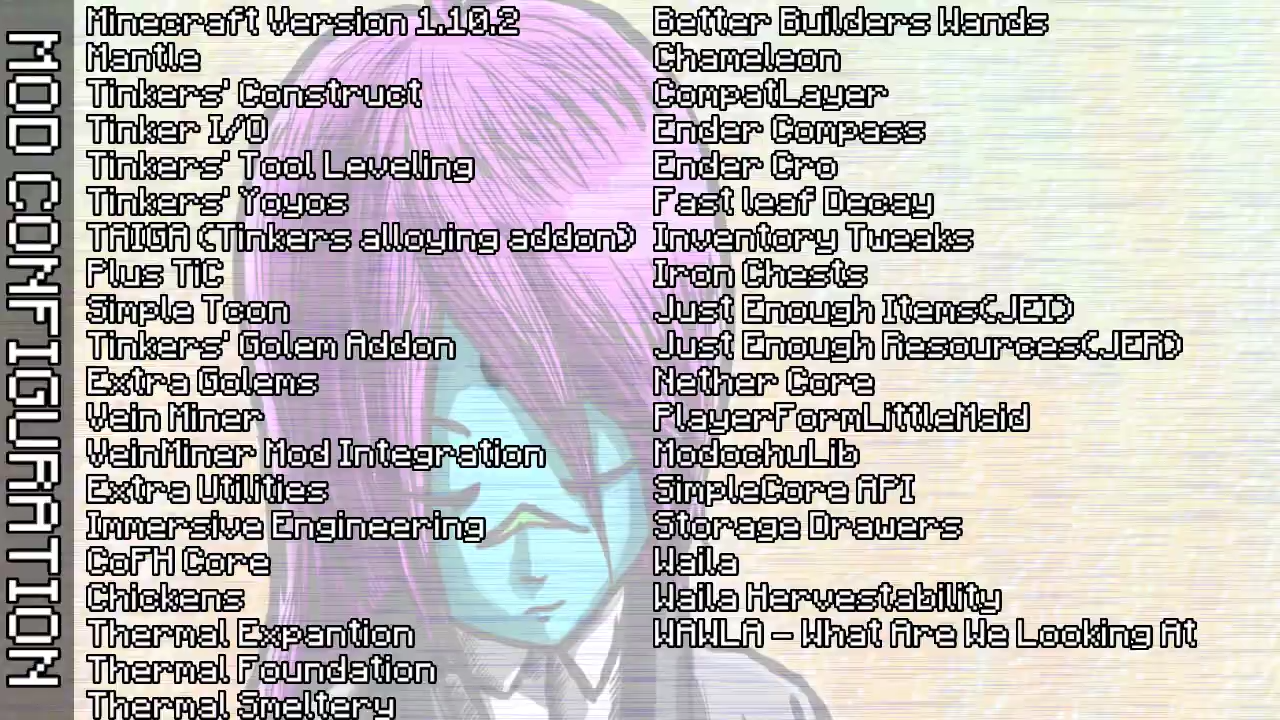 MOD CONFIGURATION
Minecraft Version 1.10.2
Mantle
Tinkers' Construct
Tinker I/O
Tinkers' Tool Leveling
Tinkers' Yoyos
TAIGA (Tinkers alloying addon)
Plus TiC
Simple Tcon
Tinkers' Golem Addon
Extra Golems
Vein Miner
VeinMiner Mod Integration
Extra Utilities
Immersive Engineering
CoFH Core
Chickens
Thermal Expantion
Thermal Foundation
Thermal Smeltery
Better Builders Wands
Chameleon
CompatLayer
Ender Compass
Ender Cro
Fast leaf Decay
Inventory Tweaks
Iron Chests
Just Enough Items(JEI)
Just Enough Resources(JER)
Nether Core
PlayerFormLittleMaid
ModochuLib
SimpleCore API
Storage Drawers
Waila
Waila Hervestability
WAWLA - What Are We Looking At